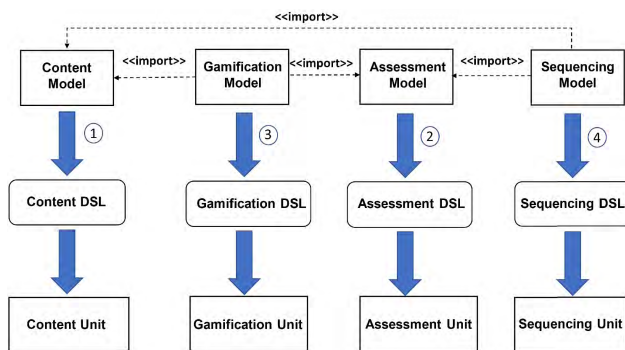 <<import>>
Content
Model
<<import>>
Gamification
Model
<<import>>
Assessment
Model
<<import>>
Sequencing
Model
1
3
2
4
Content DSL
Gamification DSL
Assessment DSL
Sequencing DSL
Content Unit
Gamification Unit
Assessment Unit
Sequencing Unit